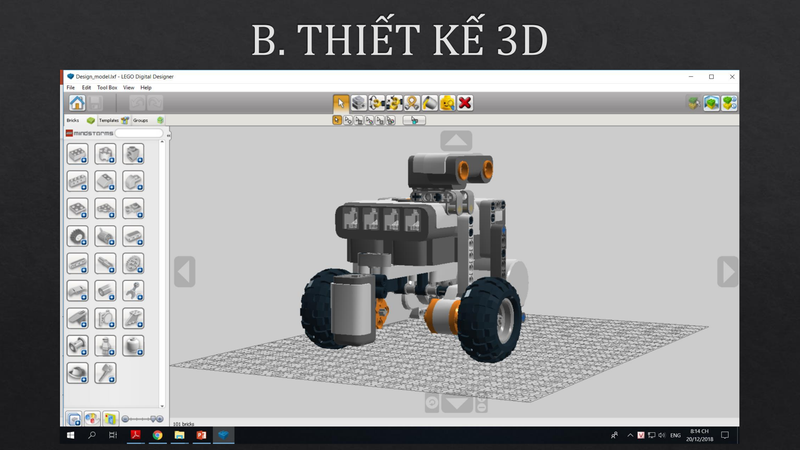 B. THIẾT KẾ 3D
Design_model.lxf - LEGO Digital Designer
File Edit Tool Box View Help
Bricks Templates Groups
MINDSTORMS
101 bricks
ENG
8:14 CH
20/12/2018